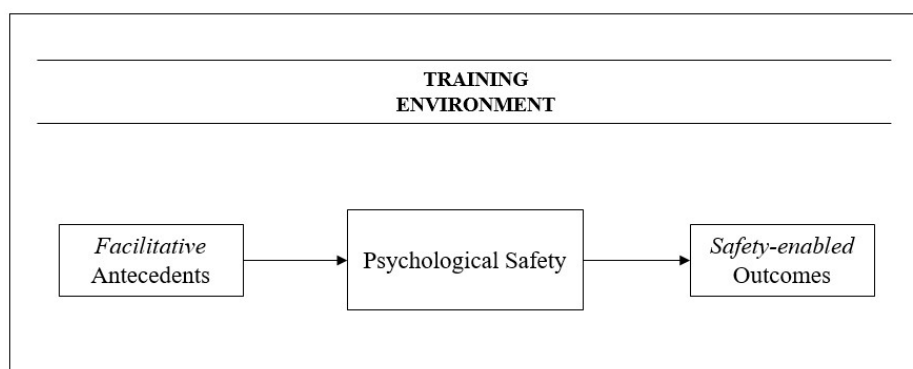 TRAINING
ENVIRONMENT
Facilitative
Antecedents
Psychological Safety
Safety-enabled
Outcomes